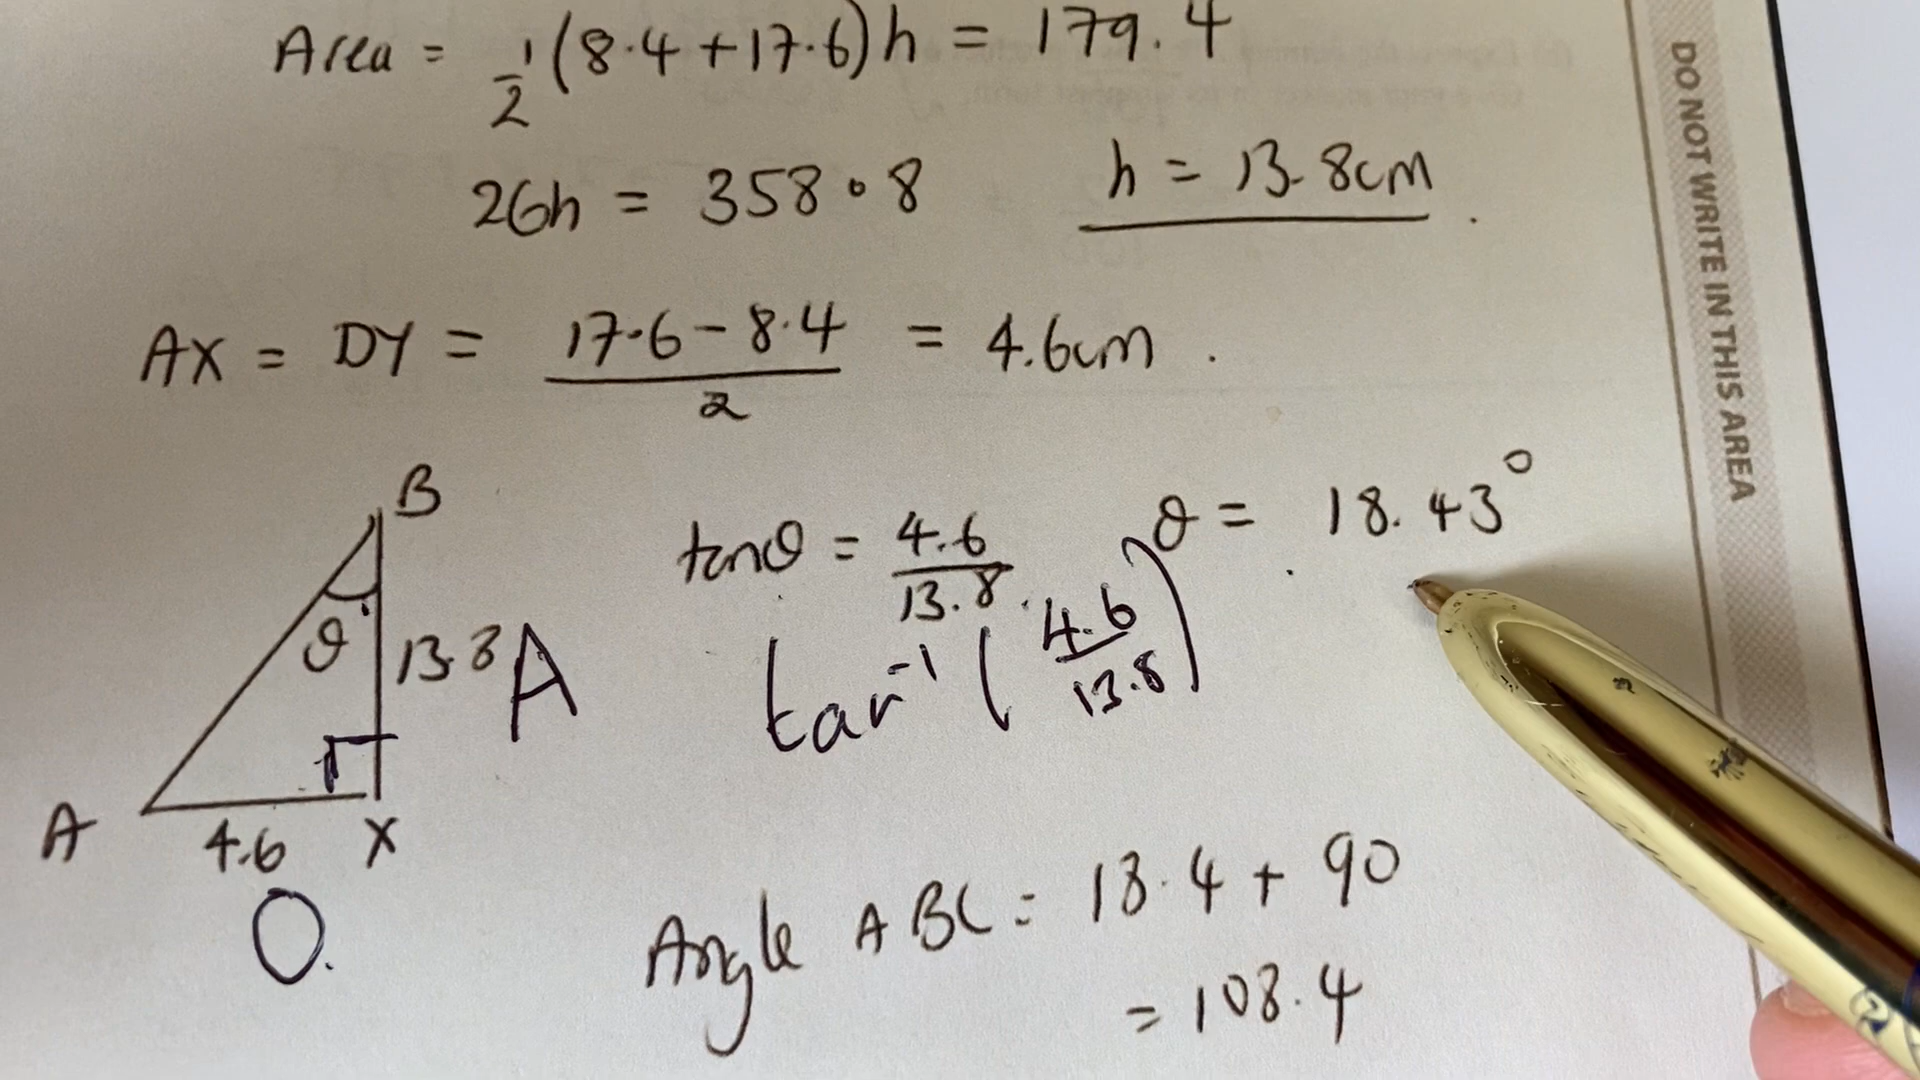 Area = 1/2 (8.4 + 17.6)h = 179.4
26h = 358.8 h = 13.8cm .
AX = DY = 17.6 - 8.4 / 2 = 4.6cm .
B
tanθ = 4.6/13.8 θ = 18.43°
θ 13.8 A
tan⁻¹ (4.6/13.8)
A 4.6 X
O.
Angle ABC = 18.4 + 90
= 108.4
DO NOT WRITE IN THIS AREA